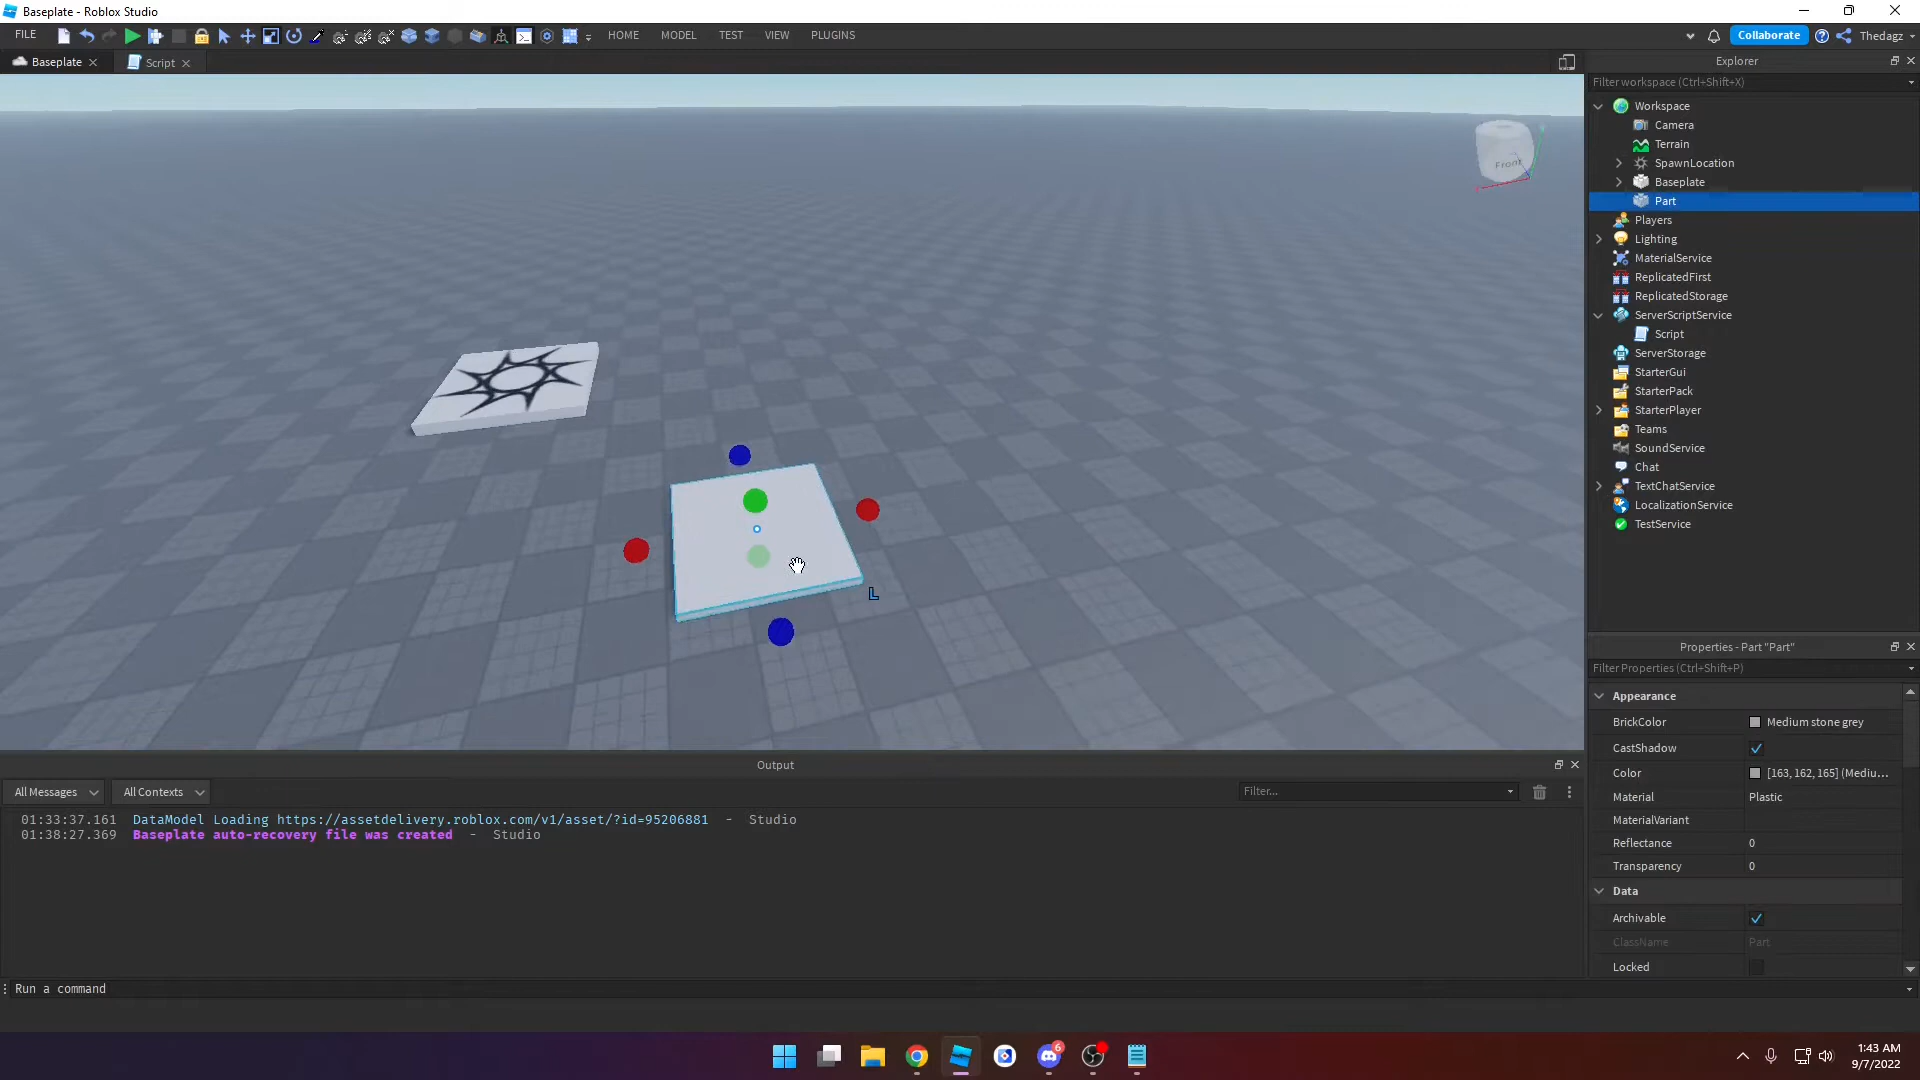 Baseplate - Roblox Studio
FILE HOME MODEL TEST VIEW PLUGINS Collaborate Thedagz
Baseplate Script
Front
L
Explorer
Filter workspace (Ctrl+Shift+X)
Workspace
Camera
Terrain
SpawnLocation
Baseplate
Part
Players
Lighting
MaterialService
ReplicatedFirst
ReplicatedStorage
ServerScriptService
Script
ServerStorage
StarterGui
StarterPack
StarterPlayer
Teams
SoundService
Chat
TextChatService
LocalizationService
TestService
Properties - Part "Part"
Filter Properties (Ctrl+Shift+P)
Appearance
BrickColor Medium stone grey
CastShadow
Color [163, 162, 165] (Mediu...
Material Plastic
MaterialVariant
Reflectance 0
Transparency 0
Data
Archivable
ClassName Part
Locked
Output
All Messages All Contexts Filter...
01:33:37.161 DataModel Loading https://assetdelivery.roblox.com/v1/asset/?id=95206881 - Studio
01:38:27.369 Baseplate auto-recovery file was created - Studio
Run a command
6
1:43 AM
9/7/2022